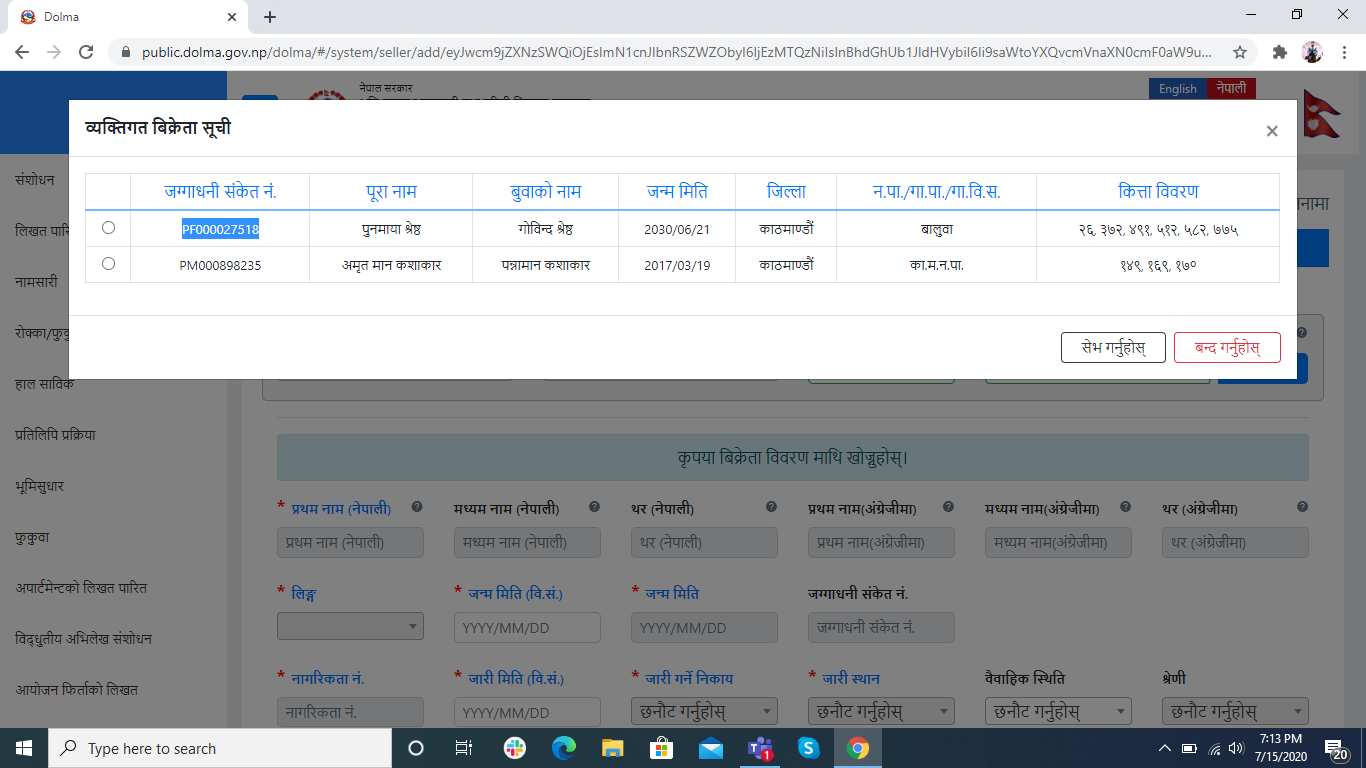 Dolma
public.dolma.gov.np/dolma/#/system/seller/add/eyJwcm9jZXNzSWQiOjEsImN1cnJlbnRSZWZObyI6IjEzMTQzNiIsInBhdGhUb1JldHVybiI6Ii9saWtoYXQvcmVnaXN0cmF0aW9u...
नेपाल सरकार
English नेपाली
व्यक्तिगत बिक्रेता सूची
×
जग्गाधनी संकेत नं. पूरा नाम बुवाको नाम जन्म मिति जिल्ला न.पा./गा.पा./गा.वि.स. कित्ता विवरण
PF000027518 पुनमाया श्रेष्ठ गोविन्द श्रेष्ठ 2030/06/21 काठमाण्डौं बालुवा २६, ३७२, ४९१, ५१२, ५८२, ७७५
PM000898235 अमृत मान कशाकार पन्नामान कशाकार 2017/03/19 काठमाण्डौं का.म.न.पा. १४९, १६९, १७०
सेभ गर्नुहोस् बन्द गर्नुहोस्
संशोधन
लिखत
नामसारी
हाल साविक
प्रतिलिपि प्रक्रिया
भूमिसुधार
फुकुवा
अपार्टमेन्टको लिखत पारित
विद्धुतीय अभिलेख संशोधन
आयोजन फिर्ताको लिखत
कृपया बिक्रेता विवरण माथि खोज्नुहोस्।
* प्रथम नाम (नेपाली) मध्यम नाम (नेपाली) थर (नेपाली) प्रथम नाम(अंग्रेजीमा) मध्यम नाम(अंग्रेजीमा) थर (अंग्रेजीमा)
प्रथम नाम (नेपाली) मध्यम नाम (नेपाली) थर (नेपाली) प्रथम नाम(अंग्रेजीमा) मध्यम नाम(अंग्रेजीमा) थर (अंग्रेजीमा)
* लिङ्ग * जन्म मिति (वि.सं.) * जन्म मिति जग्गाधनी संकेत नं.
YYYY/MM/DD YYYY/MM/DD जग्गाधनी संकेत नं.
* नागरिकता नं. * जारी मिति (वि.सं.) * जारी गर्ने निकाय * जारी स्थान वैवाहिक स्थिति श्रेणी
नागरिकता नं. YYYY/MM/DD छनौट गर्नुहोस् छनौट गर्नुहोस् छनौट गर्नुहोस् छनौट गर्नुहोस्
Type here to search
1
7:13 PM
7/15/2020
20